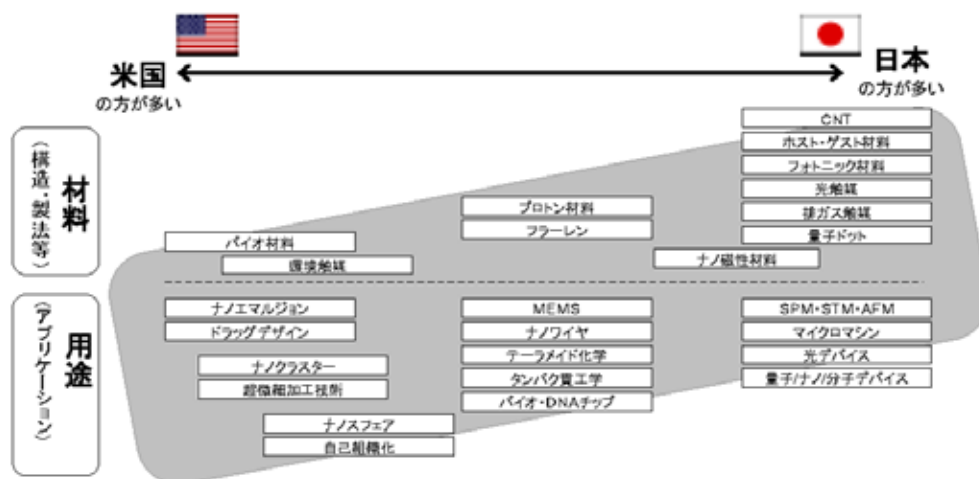 米国
の方が多い
日本
の方が多い
材料
(構造・製法等)
CNT
ホスト・ゲスト材料
フォトニック材料
光触媒
排ガス触媒
量子ドット
プロトン材料
フラーレン
ナノ磁性材料
バイオ材料
環境触媒
用途
(アプリケーション)
ナノエマルジョン
ドラッグデザイン
ナノクラスター
超微細加工技術
ナノスフェア
自己組織化
MEMS
ナノワイヤ
テーラメイド化学
タンパク質工学
バイオ・DNAチップ
SPM・STM・AFM
マイクロマシン
光デバイス
量子/ナノ/分子デバイス